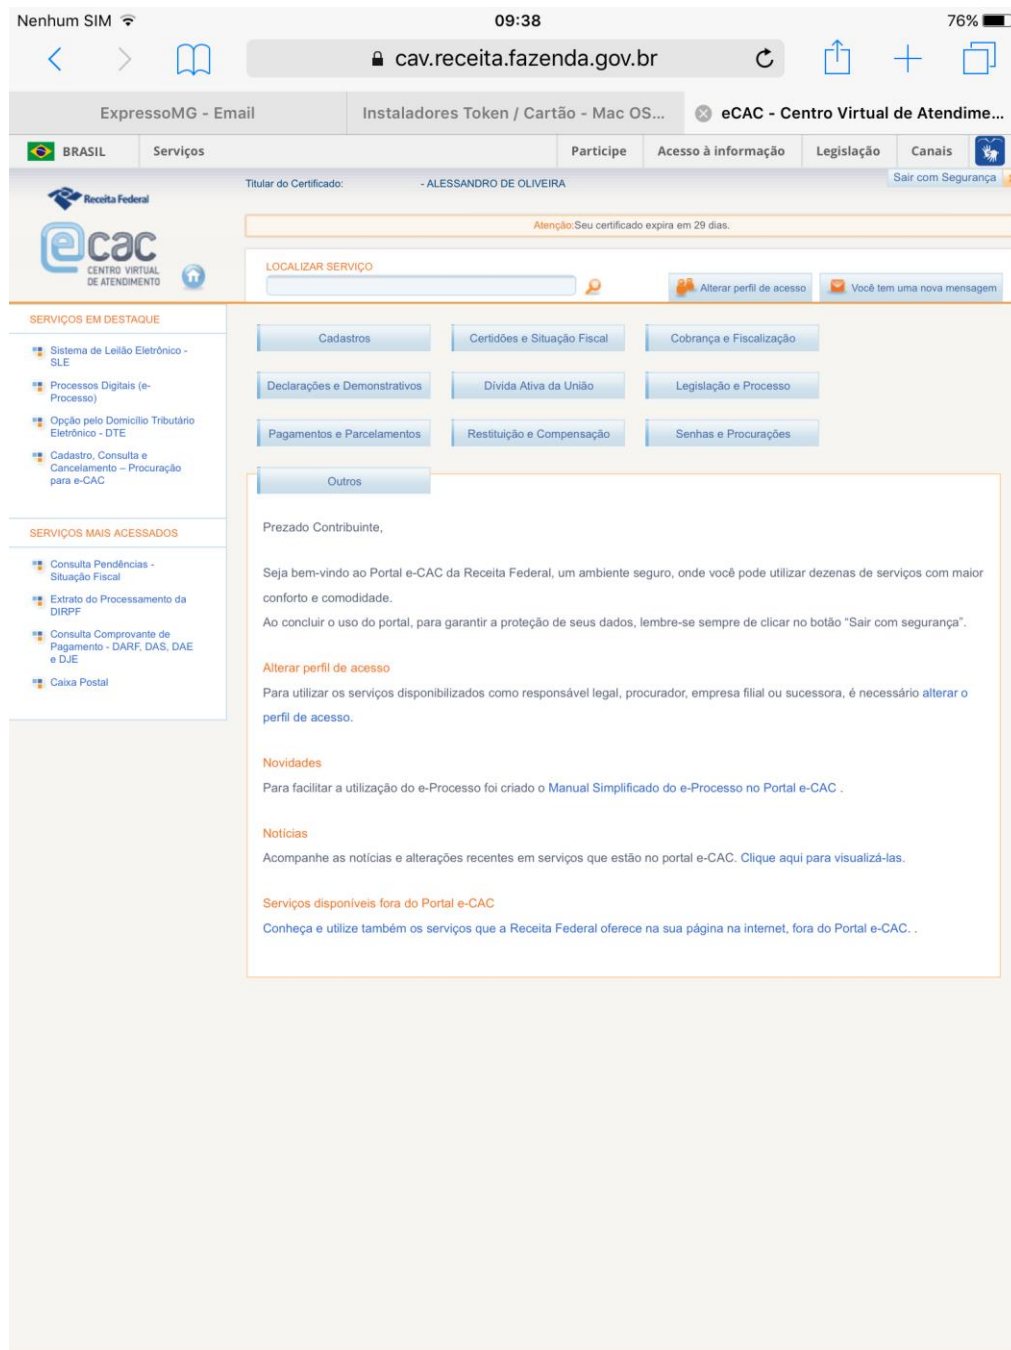 Nenhum SIM
09:38
76%
cav.receita.fazenda.gov.br
ExpressoMG - Email
Instaladores Token / Cartão - Mac OS...
eCAC - Centro Virtual de Atendime...
BRASIL
Serviços
Participe
Acesso à informação
Legislação
Canais
Receita Federal
Titular do Certificado: - ALESSANDRO DE OLIVEIRA
Sair com Segurança
Atenção:Seu certificado expira em 29 dias.
ecac
CENTRO VIRTUAL
DE ATENDIMENTO
LOCALIZAR SERVIÇO
Alterar perfil de acesso
Você tem uma nova mensagem
SERVIÇOS EM DESTAQUE
Sistema de Leilão Eletrônico -
SLE
Processos Digitais (e-
Processo)
Opção pelo Domicílio Tributário
Eletrônico - DTE
Cadastro, Consulta e
Cancelamento – Procuração
para e-CAC
SERVIÇOS MAIS ACESSADOS
Consulta Pendências -
Situação Fiscal
Extrato do Processamento da
DIRPF
Consulta Comprovante de
Pagamento - DARF, DAS, DAE
e DJE
Caixa Postal
Cadastros
Certidões e Situação Fiscal
Cobrança e Fiscalização
Declarações e Demonstrativos
Dívida Ativa da União
Legislação e Processo
Pagamentos e Parcelamentos
Restituição e Compensação
Senhas e Procurações
Outros
Prezado Contribuinte,
Seja bem-vindo ao Portal e-CAC da Receita Federal, um ambiente seguro, onde você pode utilizar dezenas de serviços com maior
conforto e comodidade.
Ao concluir o uso do portal, para garantir a proteção de seus dados, lembre-se sempre de clicar no botão “Sair com segurança”.
Alterar perfil de acesso
Para utilizar os serviços disponibilizados como responsável legal, procurador, empresa filial ou sucessora, é necessário alterar o
perfil de acesso.
Novidades
Para facilitar a utilização do e-Processo foi criado o Manual Simplificado do e-Processo no Portal e-CAC .
Notícias
Acompanhe as notícias e alterações recentes em serviços que estão no portal e-CAC. Clique aqui para visualizá-las.
Serviços disponíveis fora do Portal e-CAC
Conheça e utilize também os serviços que a Receita Federal oferece na sua página na internet, fora do Portal e-CAC. .